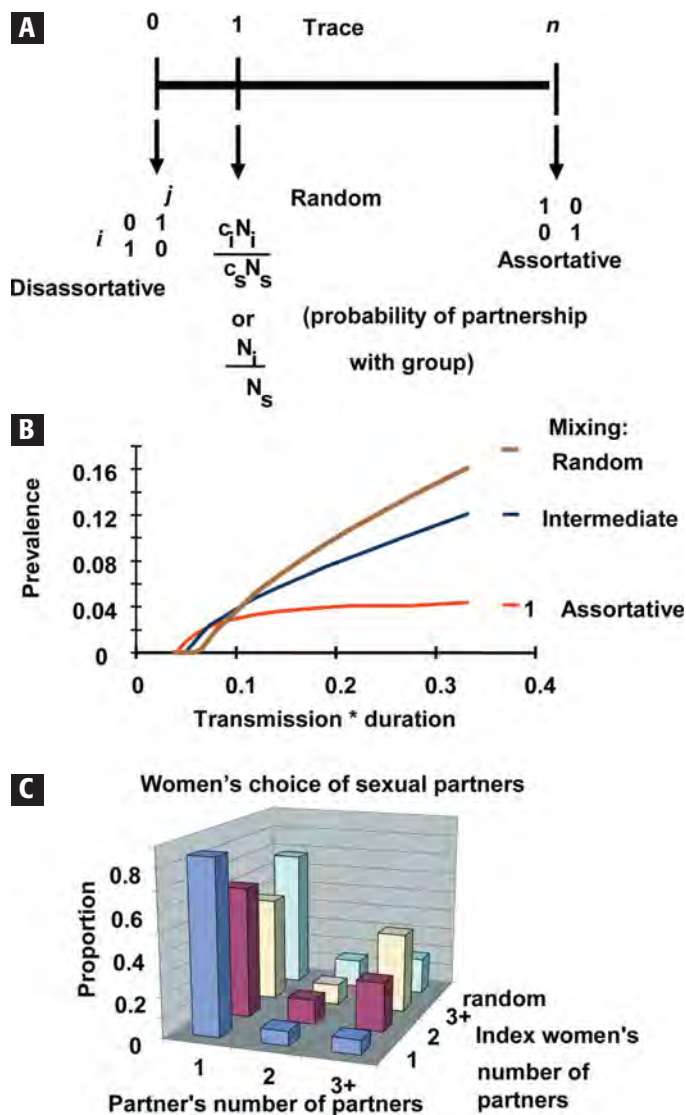 A
0 1 Trace n
j Random
0 1
i 1 0
Disassortative
c_i N_i
c_s N_s
or
N_i
N_s
(probability of partnership
with group)
1 0
0 1
Assortative
B
Mixing:
Random
Intermediate
1 Assortative
Prevalence
0.16
0.12
0.08
0.04
0
0 0.1 0.2 0.3 0.4
Transmission * duration
C
Women's choice of sexual partners
Proportion
0.8
0.6
0.4
0.2
0
1 2 3+
Partner's number of partners
random
3+
2
1
Index women's
number of
partners